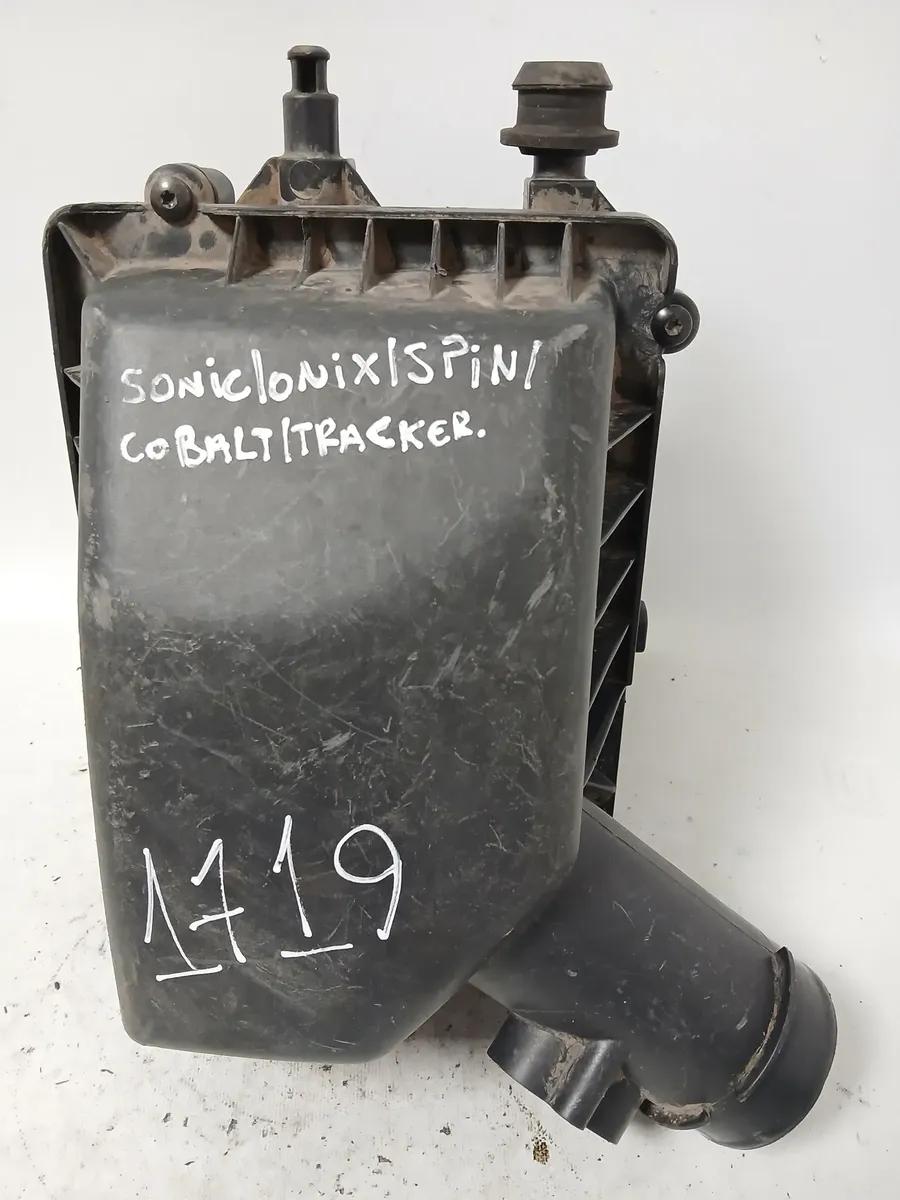 SONiC/ONiX/SPiN/
COBALT/TRACKER.
1719